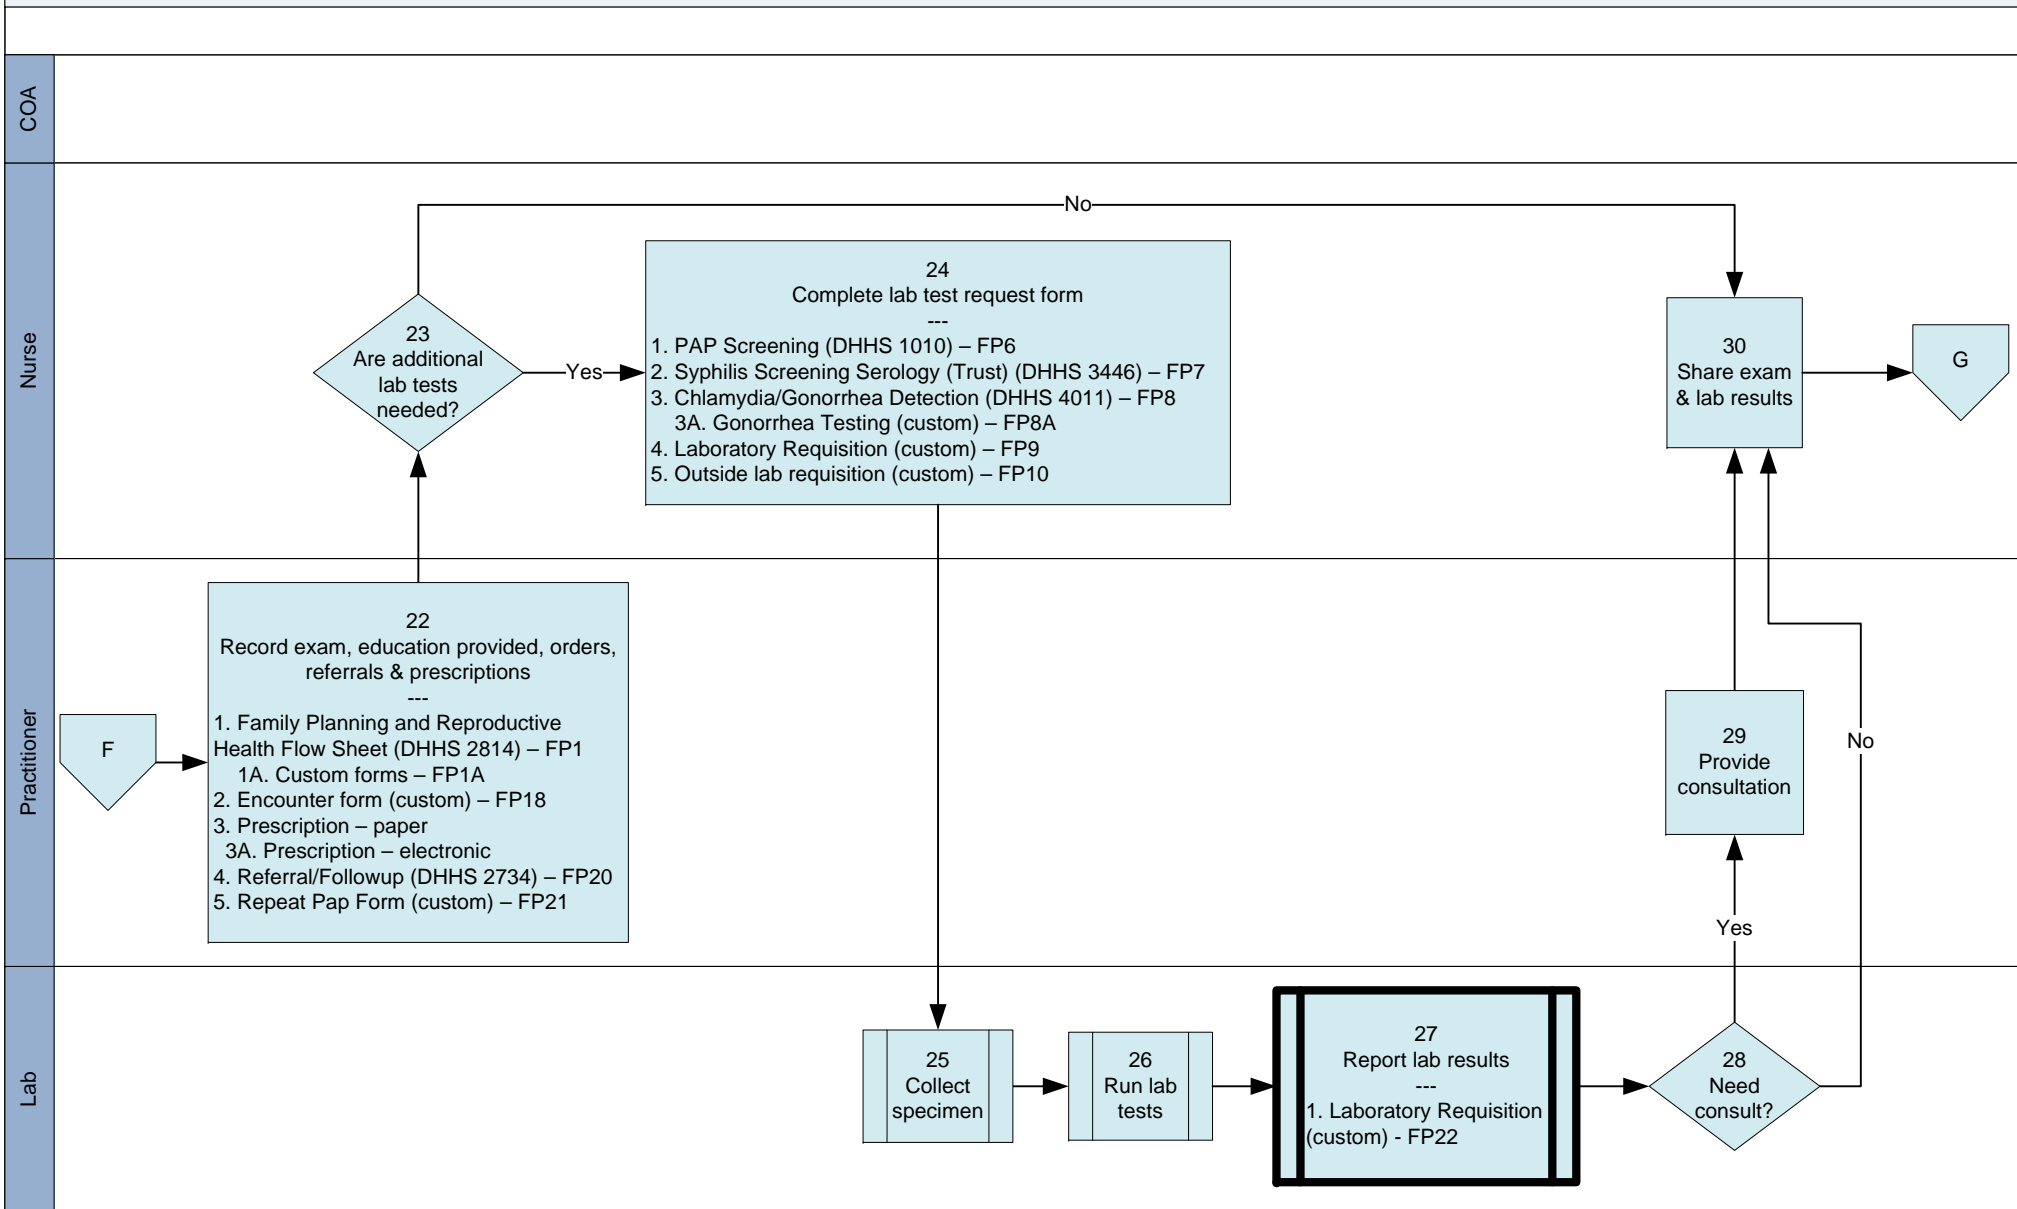 COA
Nurse
No
23
Are additional
lab tests
needed?
Yes
24
Complete lab test request form
---
1. PAP Screening (DHHS 1010) – FP6
2. Syphilis Screening Serology (Trust) (DHHS 3446) – FP7
3. Chlamydia/Gonorrhea Detection (DHHS 4011) – FP8
3A. Gonorrhea Testing (custom) – FP8A
4. Laboratory Requisition (custom) – FP9
5. Outside lab requisition (custom) – FP10
30
Share exam
& lab results
G
Practitioner
F
22
Record exam, education provided, orders,
referrals & prescriptions
---
1. Family Planning and Reproductive
Health Flow Sheet (DHHS 2814) – FP1
1A. Custom forms – FP1A
2. Encounter form (custom) – FP18
3. Prescription – paper
3A. Prescription – electronic
4. Referral/Followup (DHHS 2734) – FP20
5. Repeat Pap Form (custom) – FP21
29
Provide
consultation
No
Yes
Lab
25
Collect
specimen
26
Run lab
tests
27
Report lab results
---
1. Laboratory Requisition
(custom) - FP22
28
Need
consult?